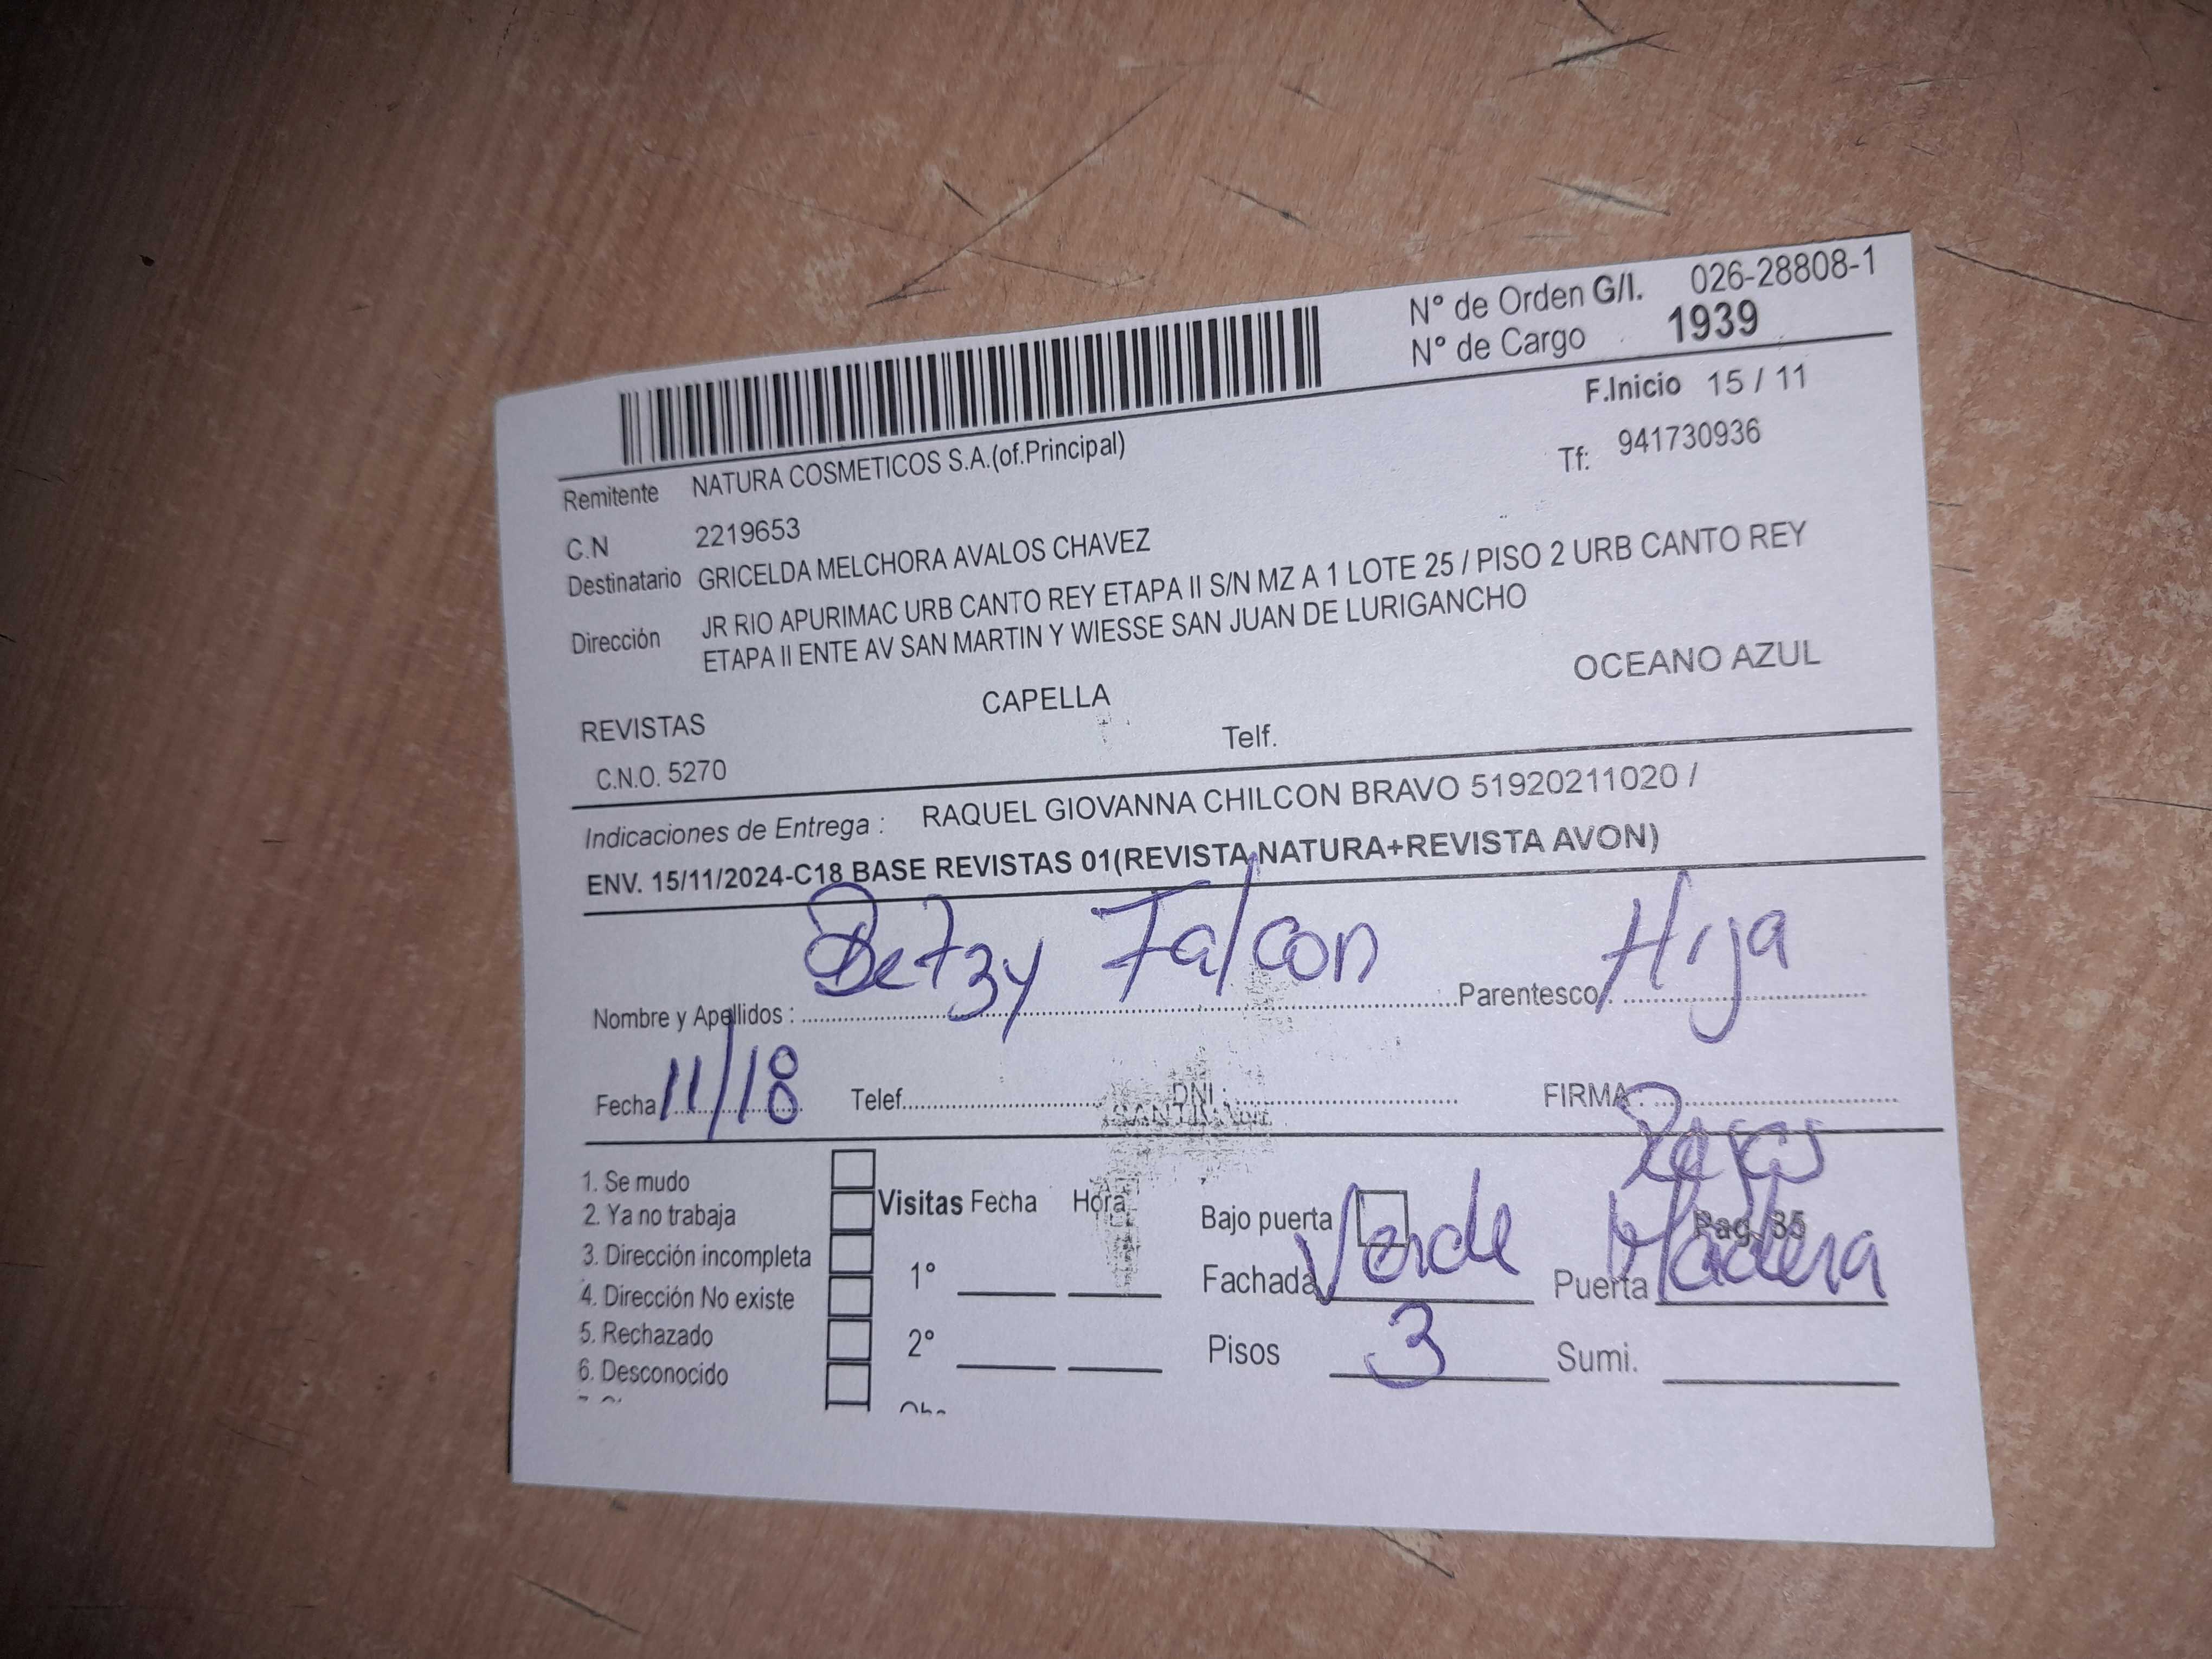 N° de Orden G/I. 026-28808-1
N° de Cargo 1939
F.Inicio 15 / 11
Remitente NATURA COSMETICOS S.A.(of.Principal) Tf: 941730936
C.N 2219653
Destinatario GRICELDA MELCHORA AVALOS CHAVEZ
Dirección JR RIO APURIMAC URB CANTO REY ETAPA II S/N MZ A 1 LOTE 25 / PISO 2 URB CANTO REY
ETAPA II ENTE AV SAN MARTIN Y WIESSE SAN JUAN DE LURIGANCHO
REVISTAS CAPELLA OCEANO AZUL
C.N.O. 5270 Telf.
Indicaciones de Entrega : RAQUEL GIOVANNA CHILCON BRAVO 51920211020 /
ENV. 15/11/2024-C18 BASE REVISTAS 01(REVISTA NATURA+REVISTA AVON)
Nombre y Apellidos : Betzy Falcon Parentesco: Hija
Fecha 11/18 Telef. DNI : FIRMA :
Rejas
1. Se mudo
2. Ya no trabaja
3. Dirección incompleta
4. Dirección No existe
5. Rechazado
6. Desconocido
Visitas Fecha Hora
1°
2°
Bajo puerta Pag. 35
Fachada Verde Puerta Madera
Pisos 3 Sumi.